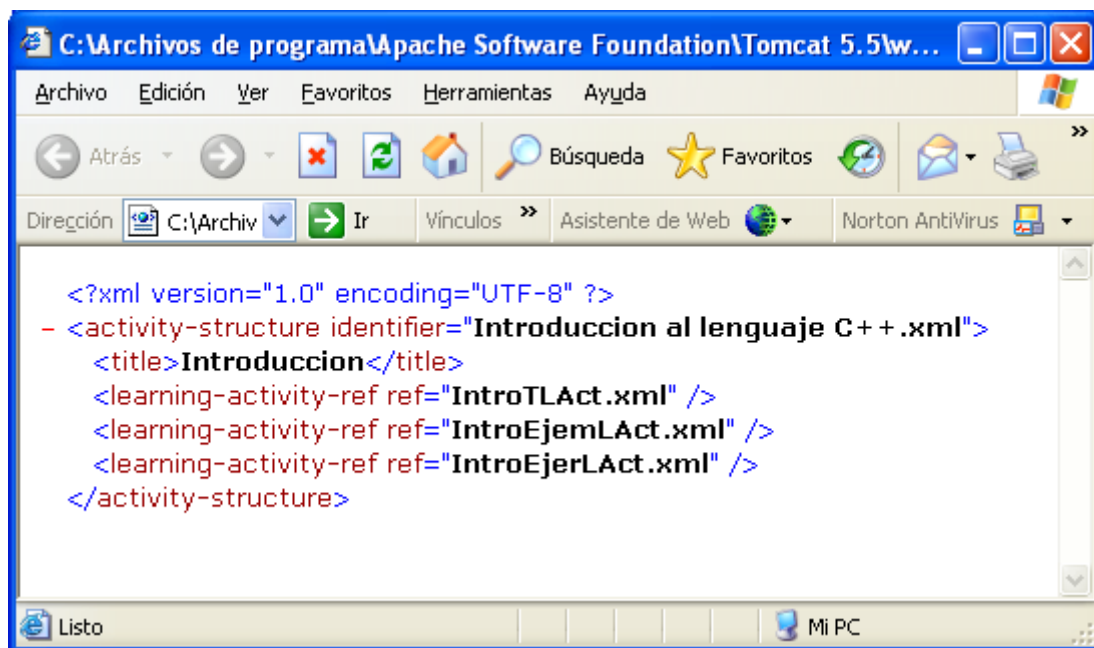 C:\Archivos de programa\Apache Software Foundation\Tomcat 5.5\w...
Archivo Edición Ver Favoritos Herramientas Ayuda
Atrás Búsqueda Favoritos »
Dirección C:\Archiv Ir Vínculos » Asistente de Web Norton AntiVirus
<?xml version="1.0" encoding="UTF-8" ?>
- <activity-structure identifier="Introduccion al lenguaje C++.xml">
<title>Introduccion</title>
<learning-activity-ref ref="IntroTLAct.xml" />
<learning-activity-ref ref="IntroEjemLAct.xml" />
<learning-activity-ref ref="IntroEjerLAct.xml" />
</activity-structure>
Listo Mi PC